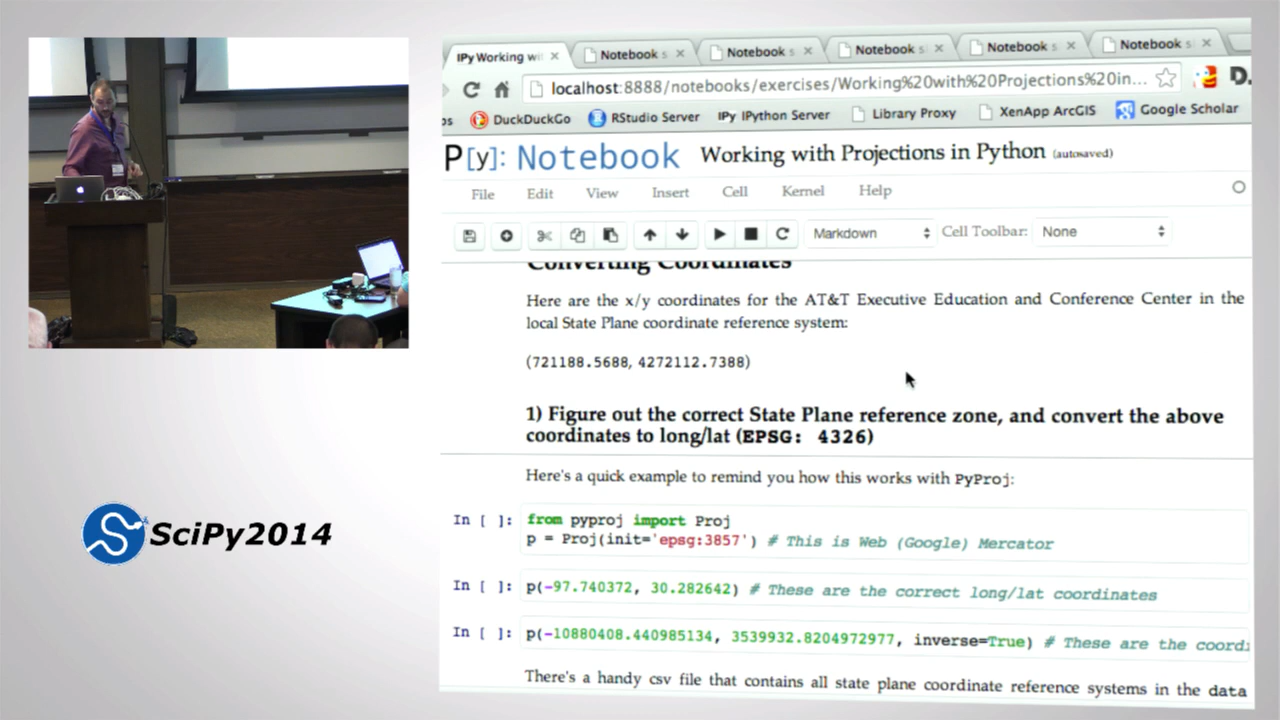 IPy Working wi
Notebook s
Notebook s
Notebook s
Notebook s
Notebook s
localhost:8888/notebooks/exercises/Working%20with%20Projections%20in...
DuckDuckGo
RStudio Server
IPy IPython Server
Library Proxy
XenApp ArcGIS
Google Scholar
P[y]: Notebook
Working with Projections in Python (autosaved)
File Edit View Insert Cell Kernel Help
Markdown
Cell Toolbar:
None
Converting Coordinates
Here are the x/y coordinates for the AT&T Executive Education and Conference Center in the
local State Plane coordinate reference system:
(721188.5688, 4272112.7388)
1) Figure out the correct State Plane reference zone, and convert the above
coordinates to long/lat (EPSG: 4326)
Here's a quick example to remind you how this works with PyProj:
In [ ]: from pyproj import Proj
p = Proj(init='epsg:3857') # This is Web (Google) Mercator
In [ ]: p(-97.740372, 30.282642) # These are the correct long/lat coordinates
In [ ]: p(-10880408.440985134, 3539932.8204972977, inverse=True) # These are the coordi
There's a handy csv file that contains all state plane coordinate reference systems in the data
SciPy2014